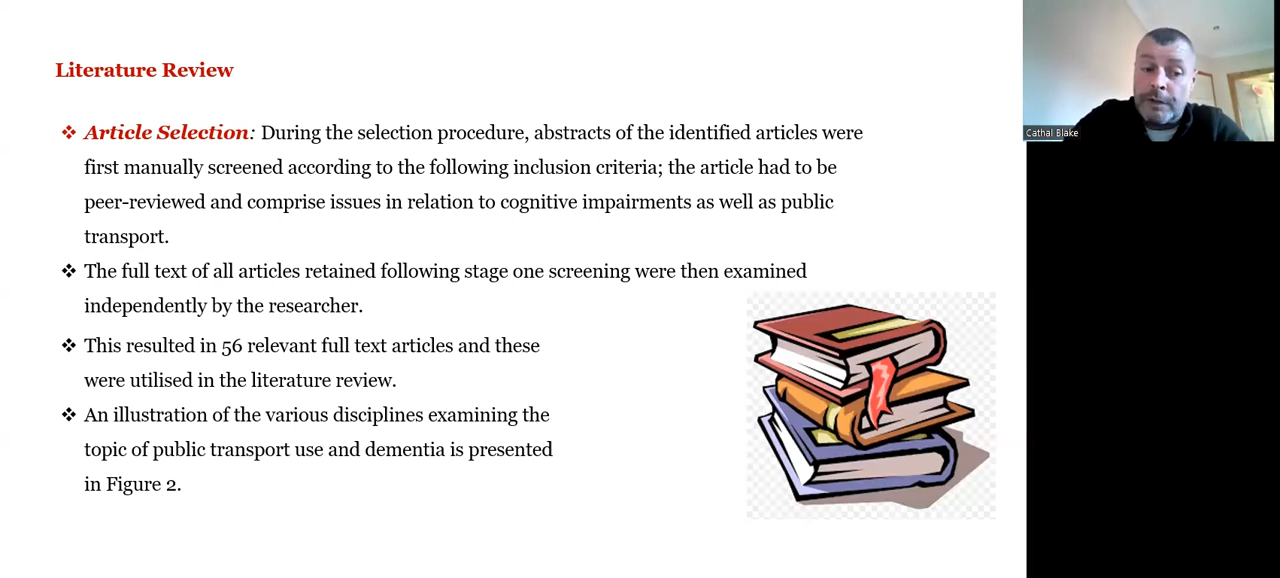 Literature Review
❖ Article Selection: During the selection procedure, abstracts of the identified articles were
first manually screened according to the following inclusion criteria; the article had to be
peer-reviewed and comprise issues in relation to cognitive impairments as well as public
transport.
❖ The full text of all articles retained following stage one screening were then examined
independently by the researcher.
❖ This resulted in 56 relevant full text articles and these
were utilised in the literature review.
❖ An illustration of the various disciplines examining the
topic of public transport use and dementia is presented
in Figure 2.
Cathal Blake